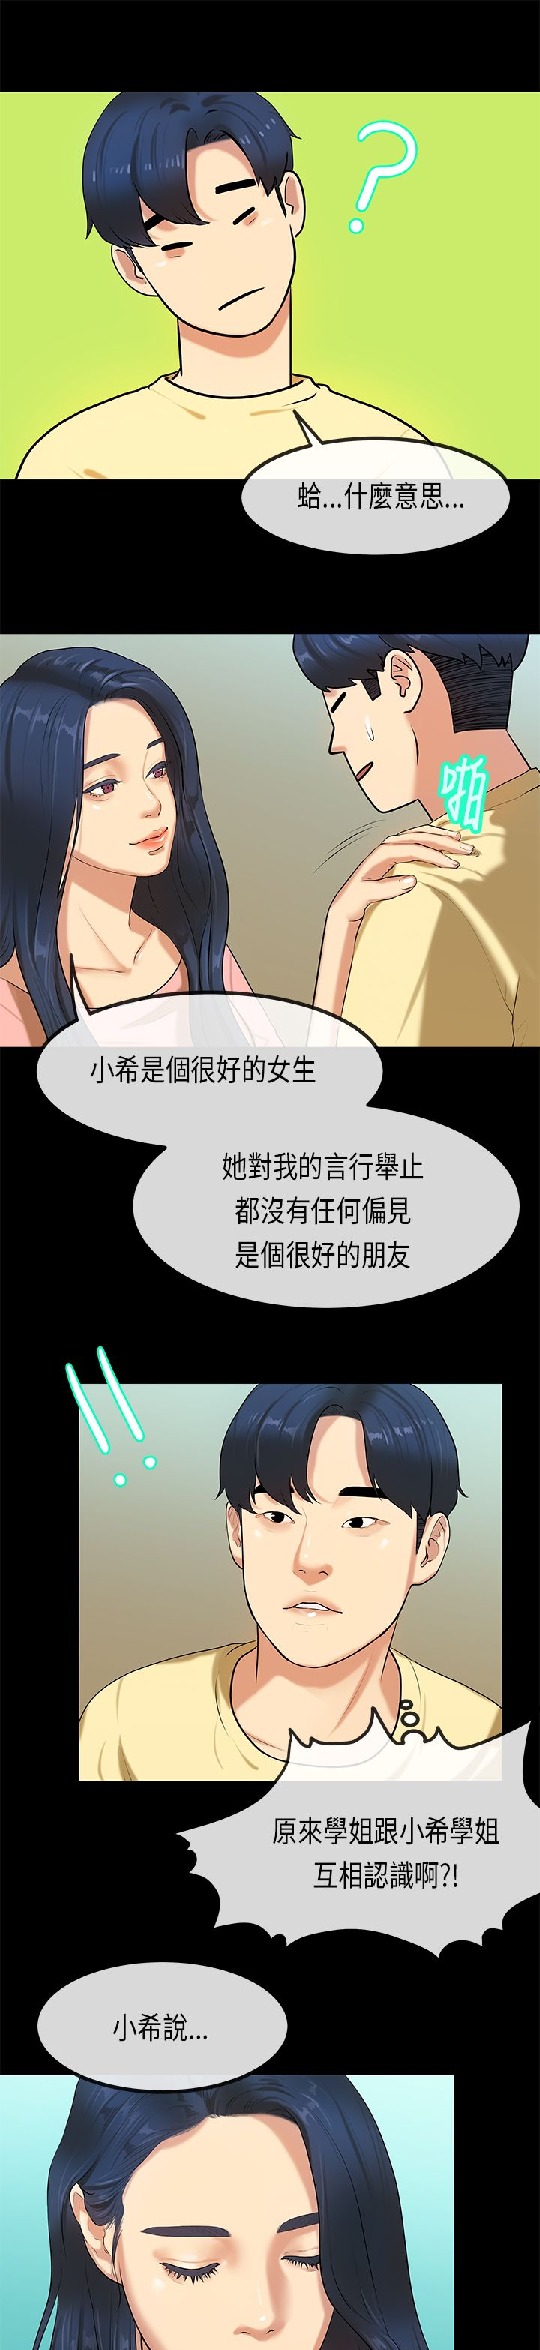 ?
蛤...什麼意思...
啪
小希是個很好的女生
她對我的言行舉止
都沒有任何偏見
是個很好的朋友
!!
原來學姐跟小希學姐
互相認識啊?!
小希說...